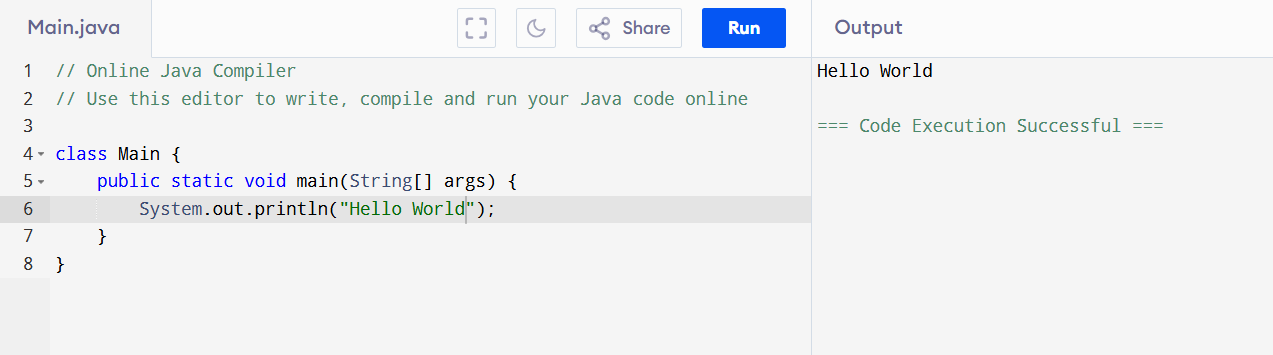 Main.java
Share
Run
Output
1 // Online Java Compiler
2 // Use this editor to write, compile and run your Java code online
3
4 class Main {
5     public static void main(String[] args) {
6         System.out.println("Hello World");
7     }
8 }
Hello World
=== Code Execution Successful ===